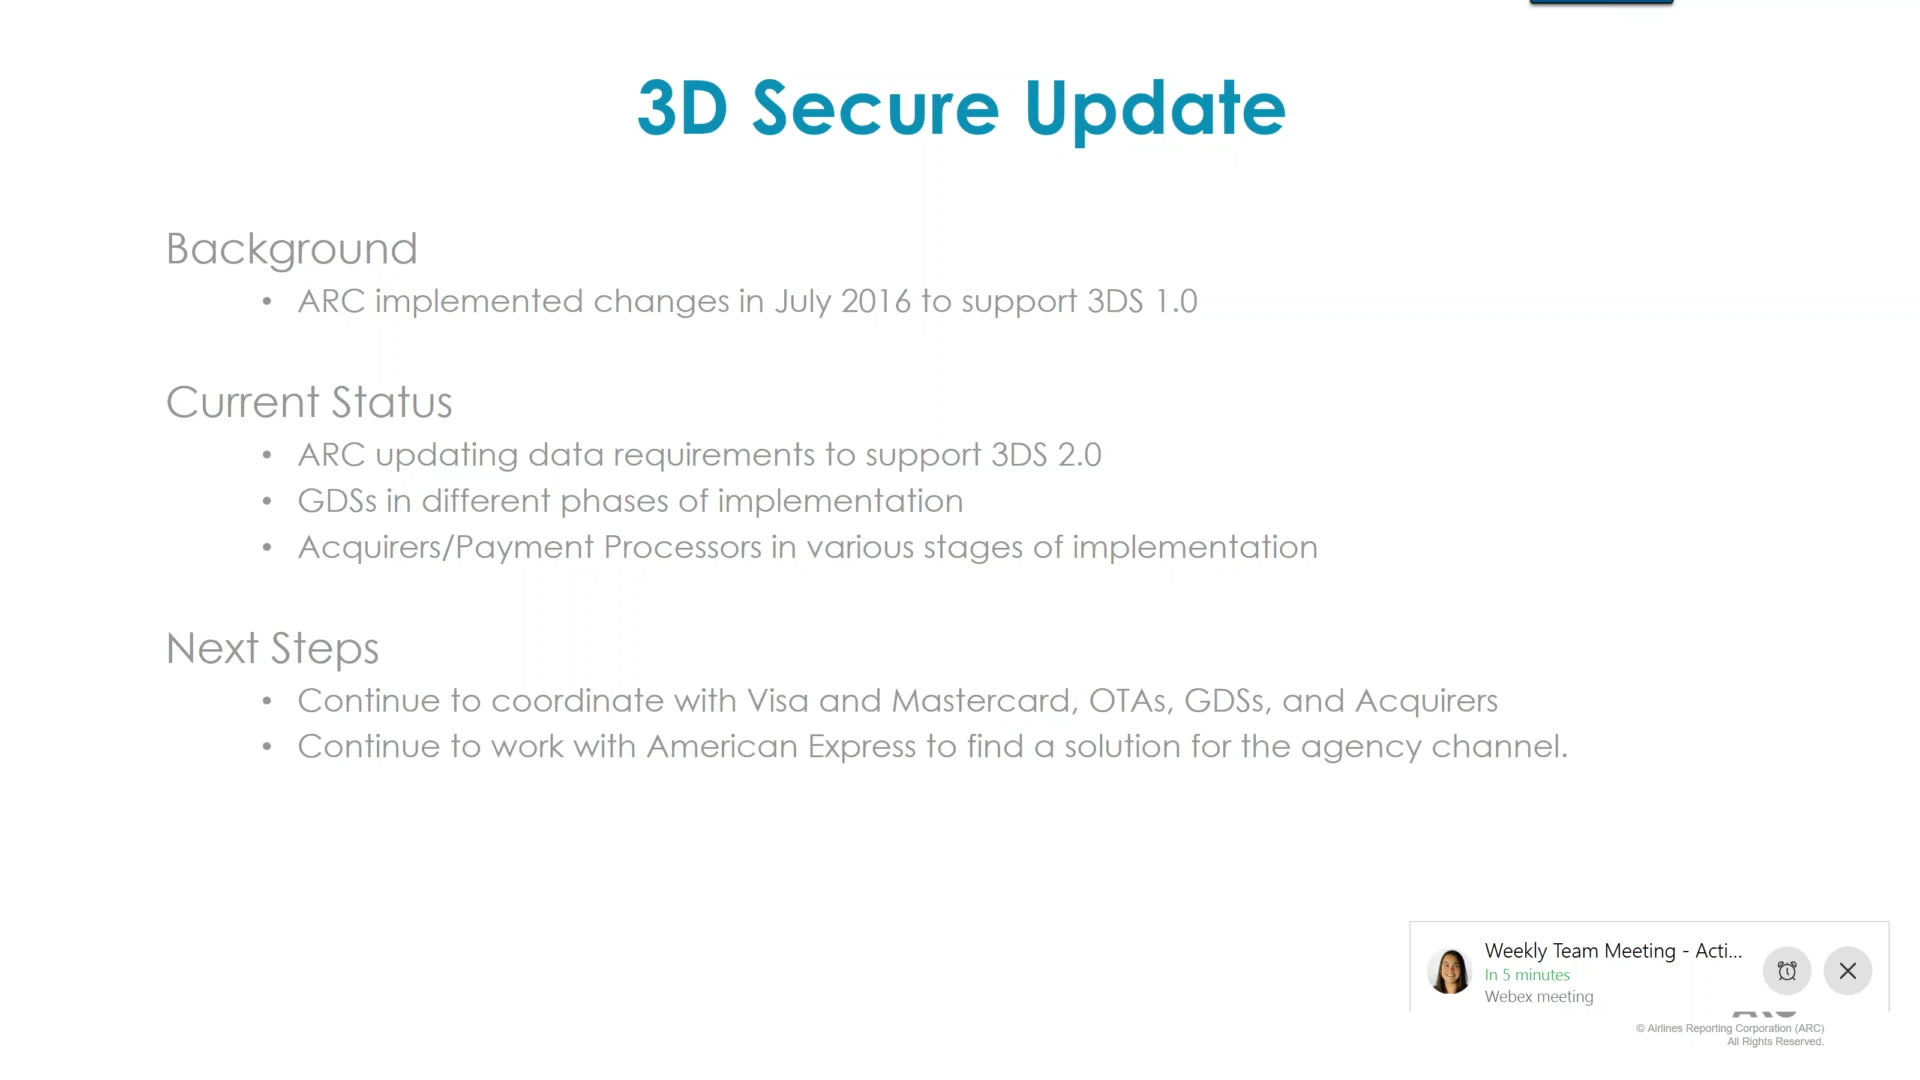 3D Secure Update
Background
• ARC implemented changes in July 2016 to support 3DS 1.0
Current Status
• ARC updating data requirements to support 3DS 2.0
• GDSs in different phases of implementation
• Acquirers/Payment Processors in various stages of implementation
Next Steps
• Continue to coordinate with Visa and Mastercard, OTAs, GDSs, and Acquirers
• Continue to work with American Express to find a solution for the agency channel.
Weekly Team Meeting - Acti...
In 5 minutes
Webex meeting
© Airlines Reporting Corporation (ARC)
All Rights Reserved.